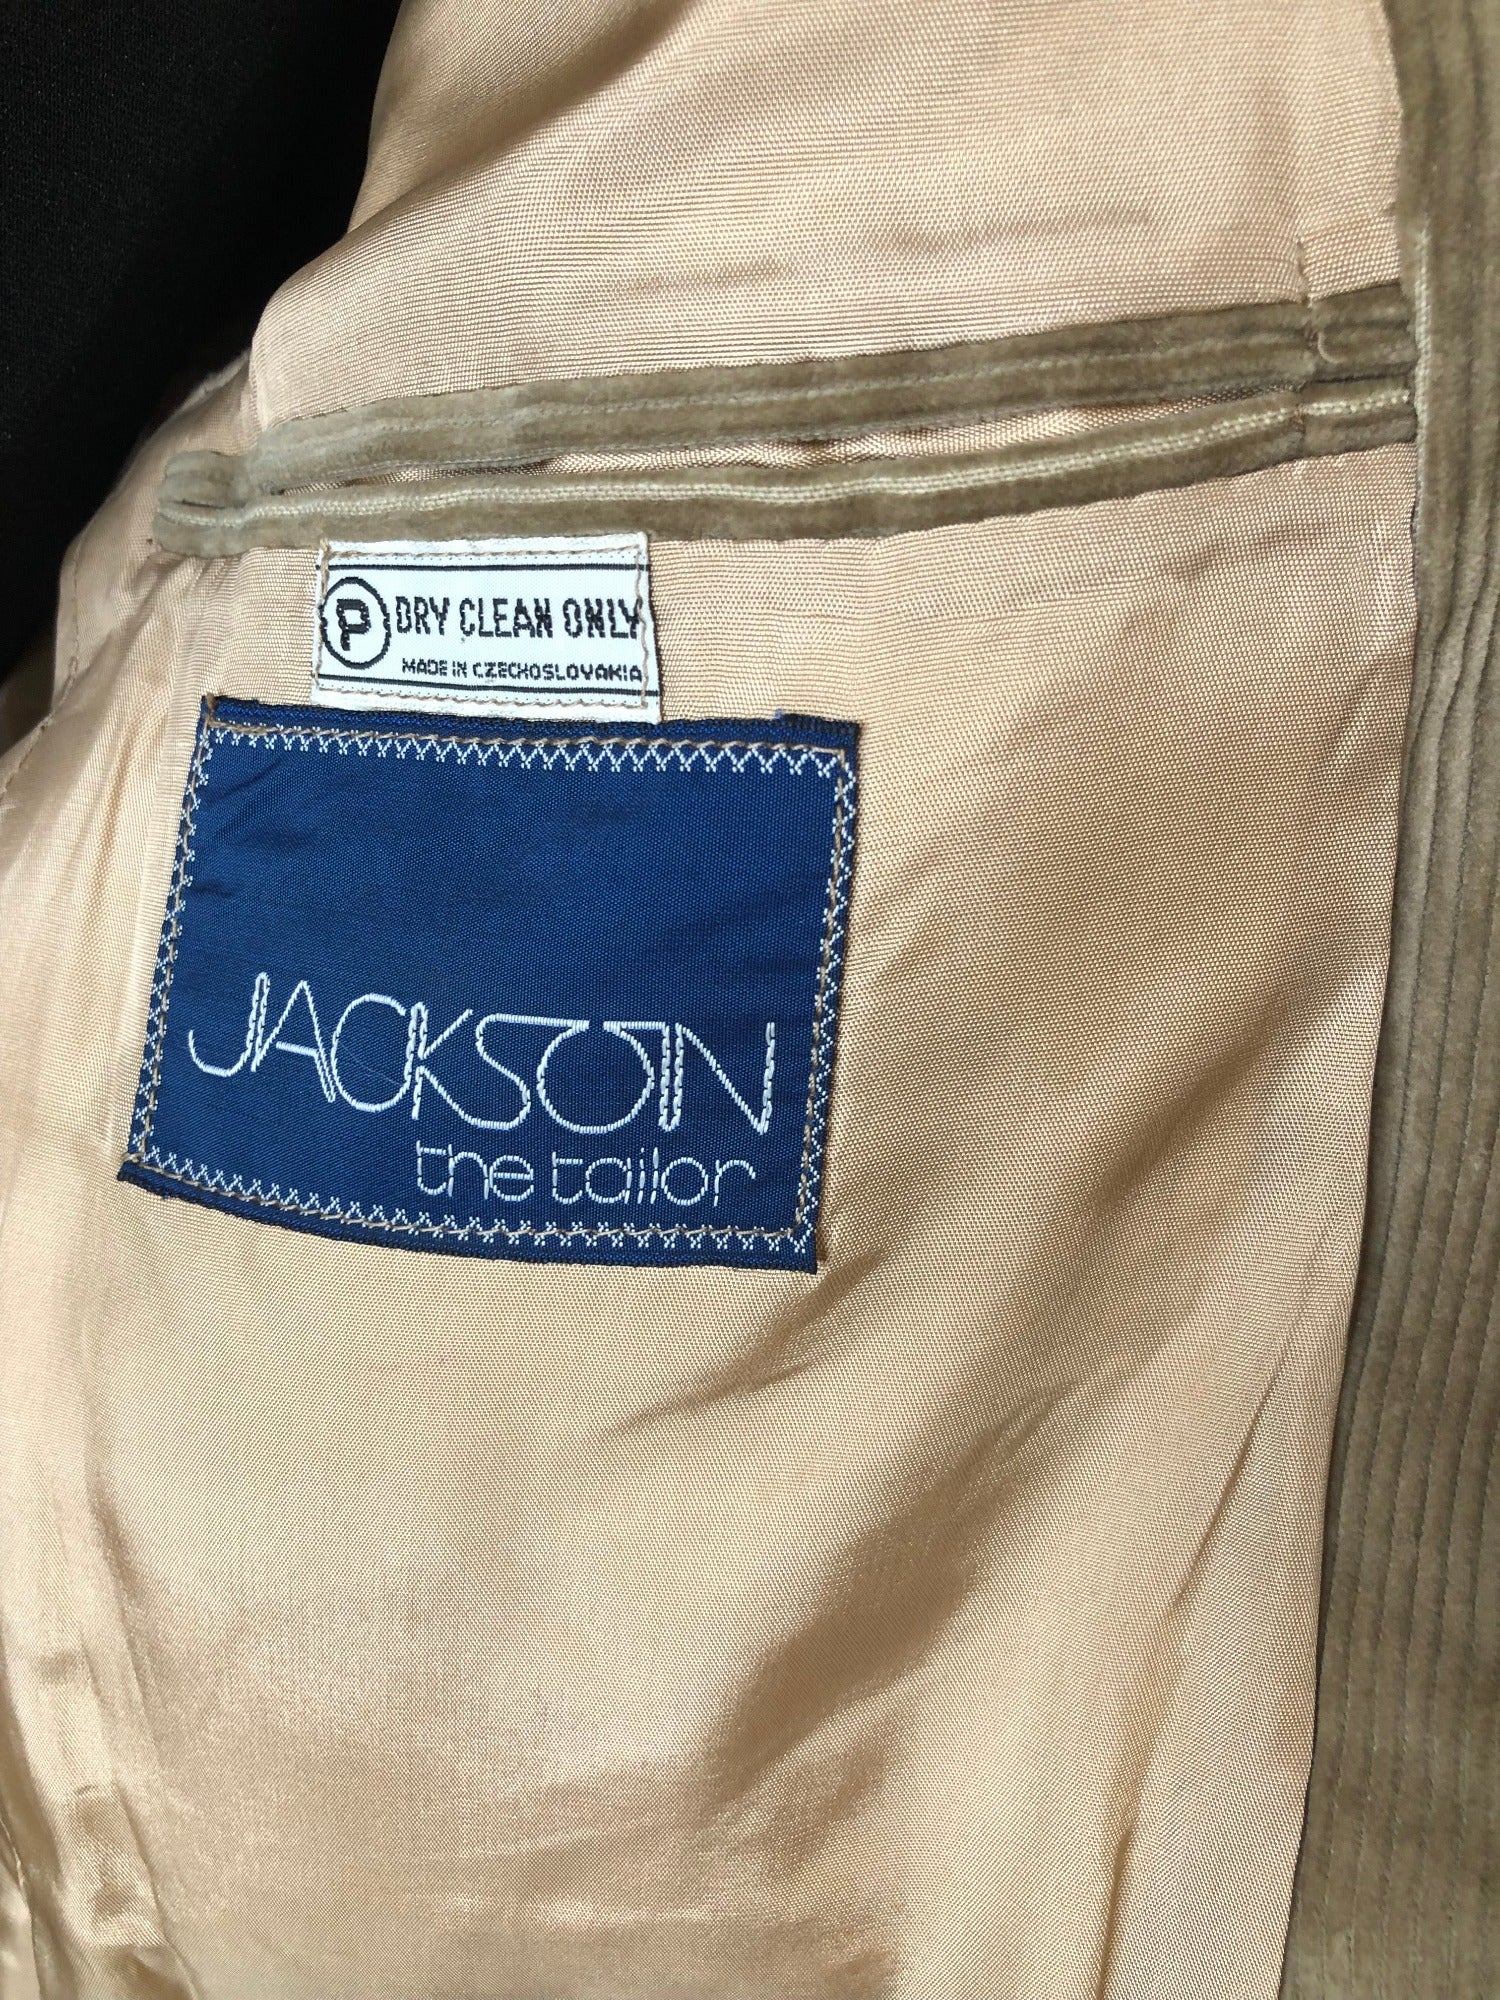 P DRY CLEAN ONLY
MADE IN CZECHOSLOVAKIA
JACKSON
the tailor